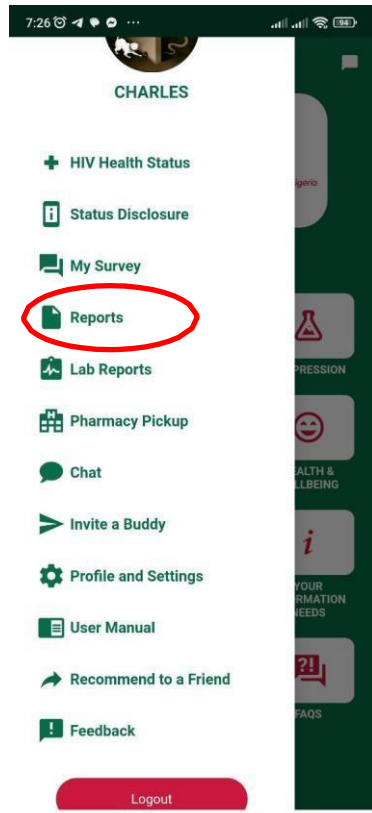 7:26
94
CHARLES
HIV Health Status
igeria
Status Disclosure
My Survey
Reports
PRESSION
Lab Reports
Pharmacy Pickup
Chat
EALTH &
LLBEING
Invite a Buddy
Profile and Settings
YOUR
RMATION
NEEDS
User Manual
Recommend to a Friend
FAQS
Feedback
Logout